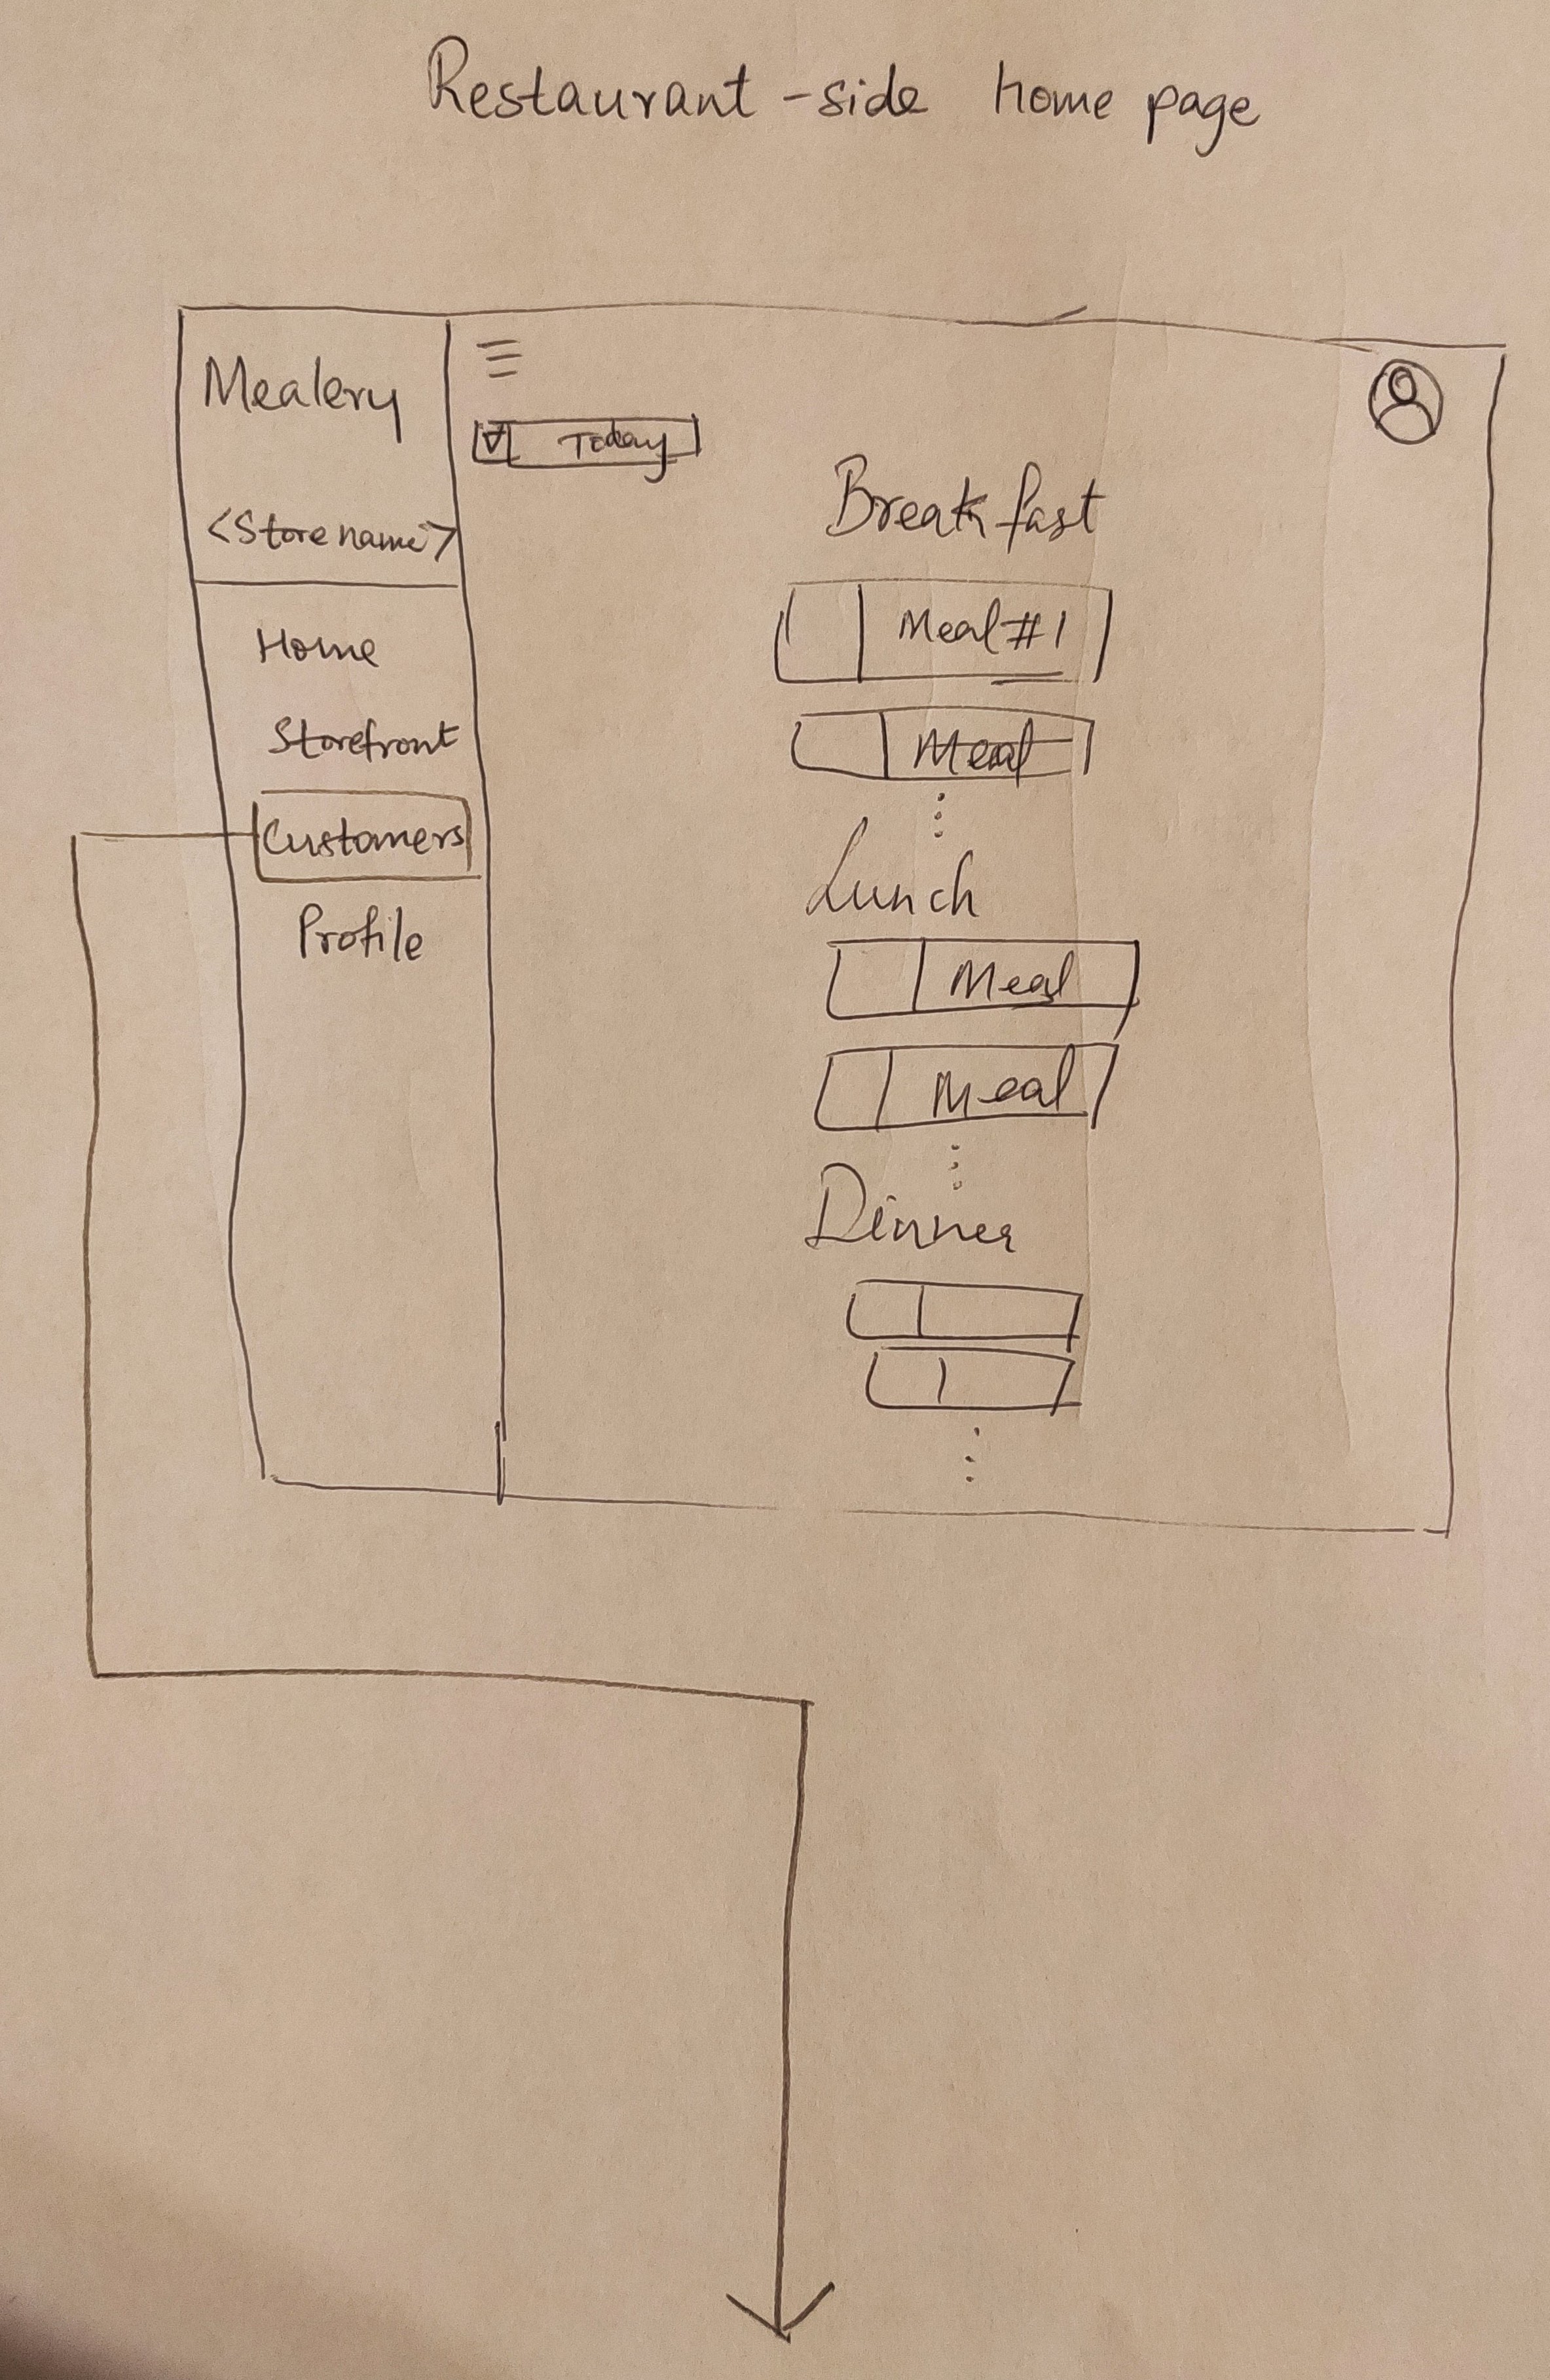 Restaurant-side home page
Mealery
<Store name>
Home
Storefront
Customers
Profile
Today
Breakfast
Meal #1
Meal
Lunch
Meal
Meal
Dinner